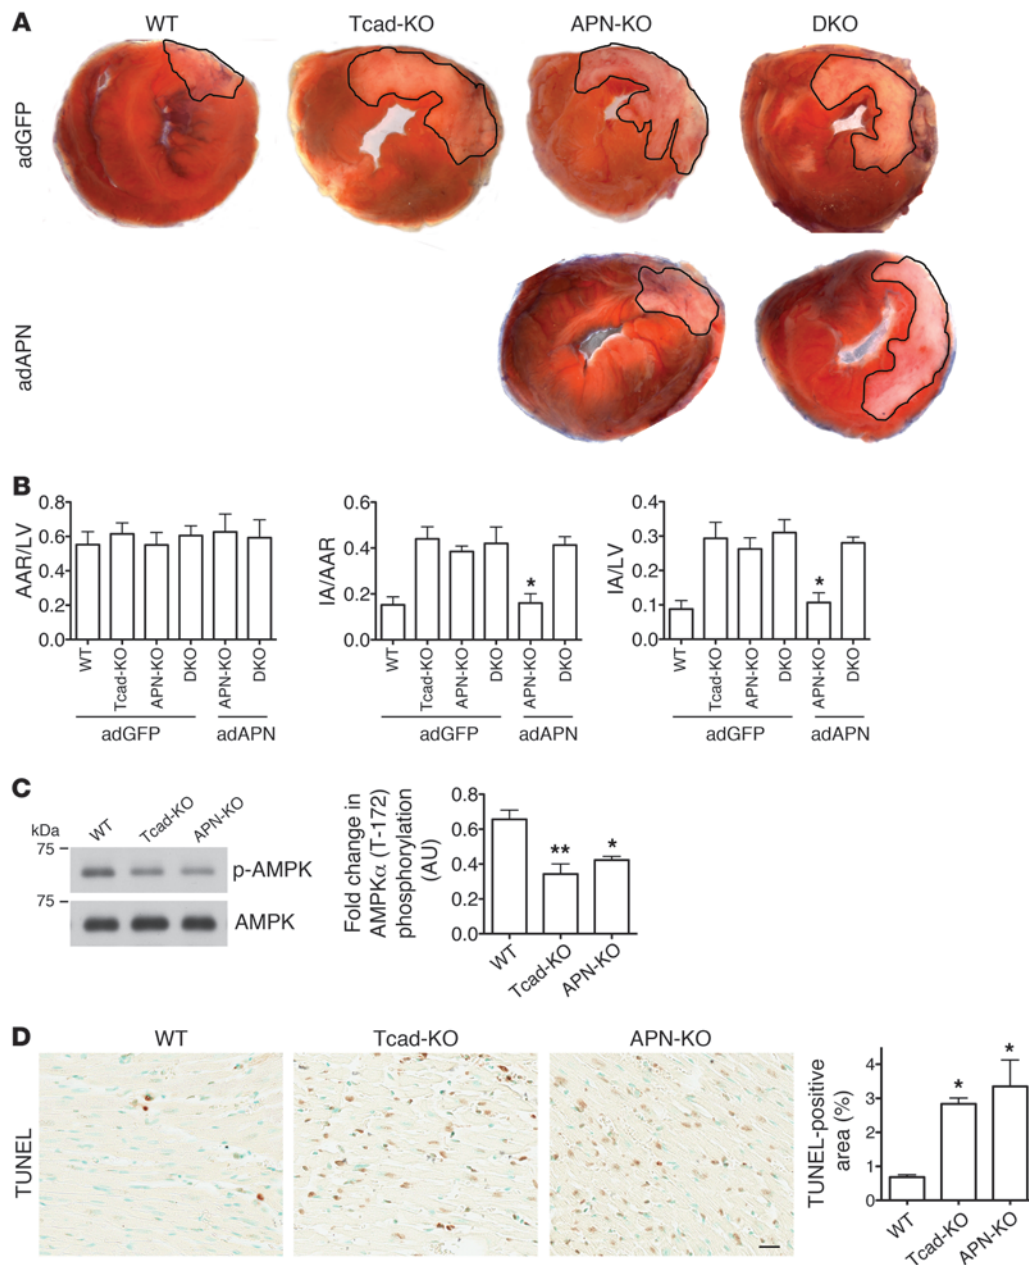 A
WT
Tcad-KO
APN-KO
DKO
adGFP
adAPN
B
AAR/LV
0.8
0.6
0.4
0.2
0.0
WT
Tcad-KO
APN-KO
DKO
APN-KO
DKO
adGFP
adAPN
IA/AAR
0.4
0.2
0.0
*
WT
Tcad-KO
APN-KO
DKO
APN-KO
DKO
adGFP
adAPN
IA/LV
0.4
0.3
0.2
0.1
0.0
*
WT
Tcad-KO
APN-KO
DKO
APN-KO
DKO
adGFP
adAPN
C
kDa
WT
Tcad-KO
APN-KO
75
p-AMPK
75
AMPK
Fold change in
AMPKα (T-172)
phosphorylation
(AU)
0.8
0.6
0.4
0.2
0.0
**
*
WT
Tcad-KO
APN-KO
D
WT
Tcad-KO
APN-KO
TUNEL
TUNEL-positive
area (%)
4
3
2
1
0
*
*
WT
Tcad-KO
APN-KO